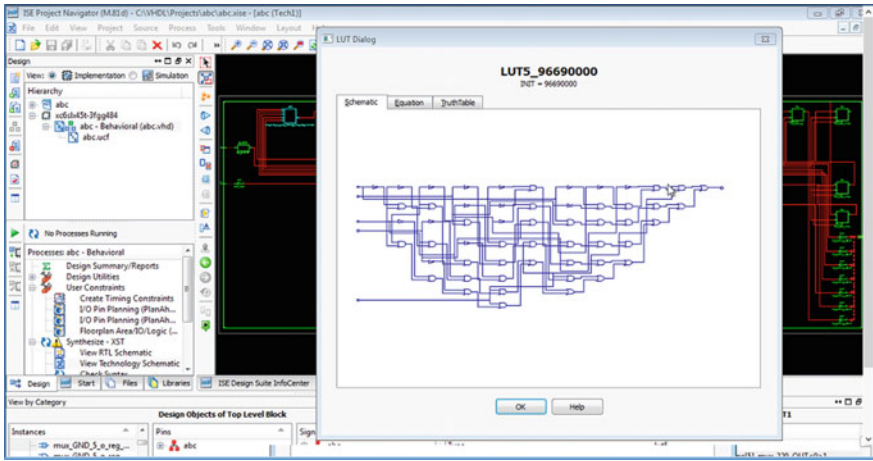 ISE Project Navigator (M.81d) - C:\VHDL\Projects\abc\abc.xise - [abc (Tech1)]
File Edit View Project Source Process Tools Window Layout
LUT Dialog
Design
View: Implementation Simulation
Hierarchy
abc
xc6slx45t-3fgg484
abc - Behavioral (abc.vhd)
abc.ucf
No Processes Running
Processes: abc - Behavioral
Design Summary/Reports
Design Utilities
User Constraints
Create Timing Constraints
I/O Pin Planning (PlanAh...
I/O Pin Planning (PlanAh...
Floorplan Area/IO/Logic (...
Synthesize - XST
View RTL Schematic
View Technology Schematic
Check Syntax
Design Start Files Libraries ISE Design Suite InfoCenter
LUT5_96690000
INIT = 96690000
Schematic Equation TruthTable
OK Help
View by Category
Design Objects of Top Level Block
Instances Pins Sign
mux_GND_5_o_reg_... abc